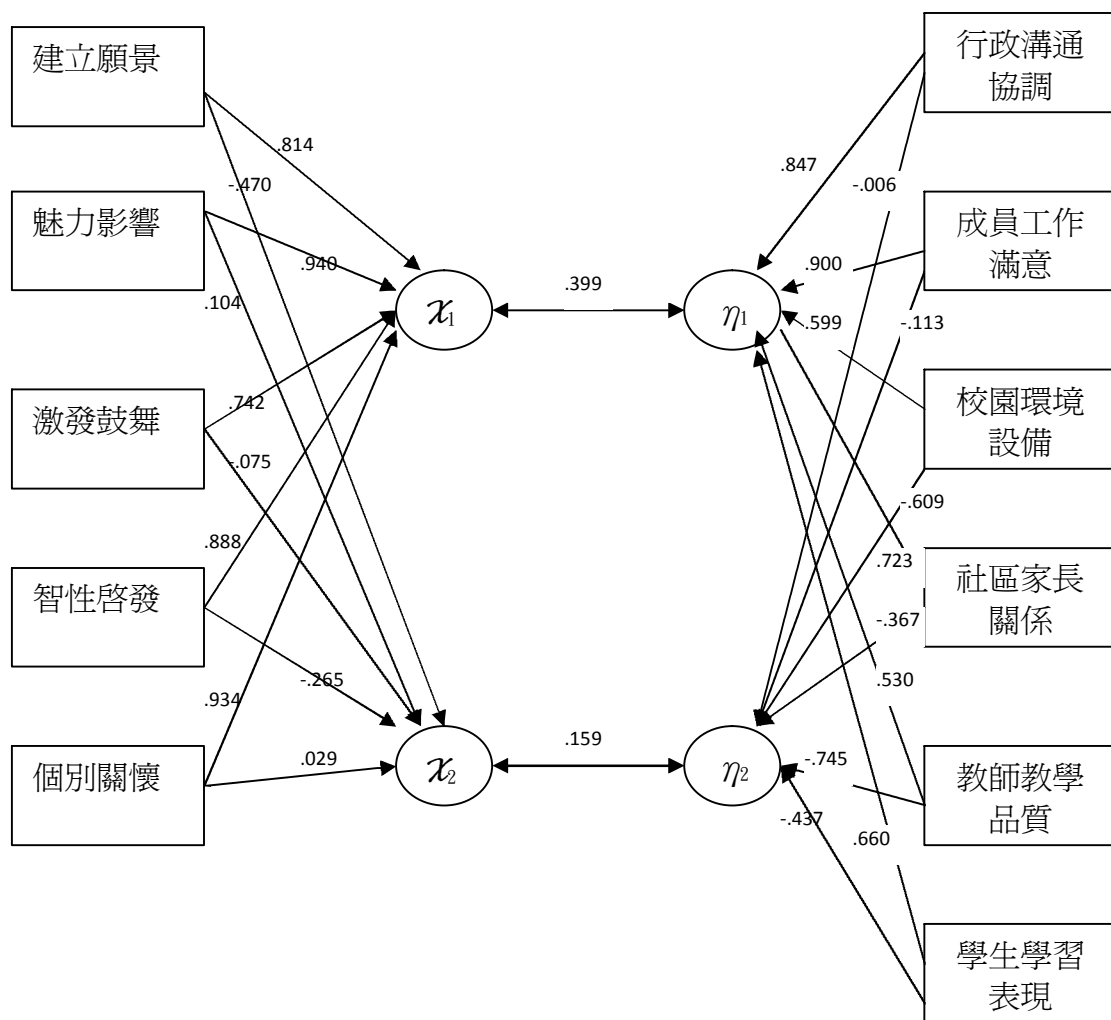 建立願景
魅力影響
激發鼓舞
智性啓發
個別關懷
.814
-.470
.940
.104
.742
-.075
.888
-.265
.934
.029
χ₁
.399
η₁
χ₂
.159
η₂
.847
-.006
.900
.599
-.113
-.609
.723
-.367
.530
-.745
-.437
.660
行政溝通
協調
成員工作
滿意
校園環境
設備
社區家長
關係
教師教學
品質
學生學習
表現